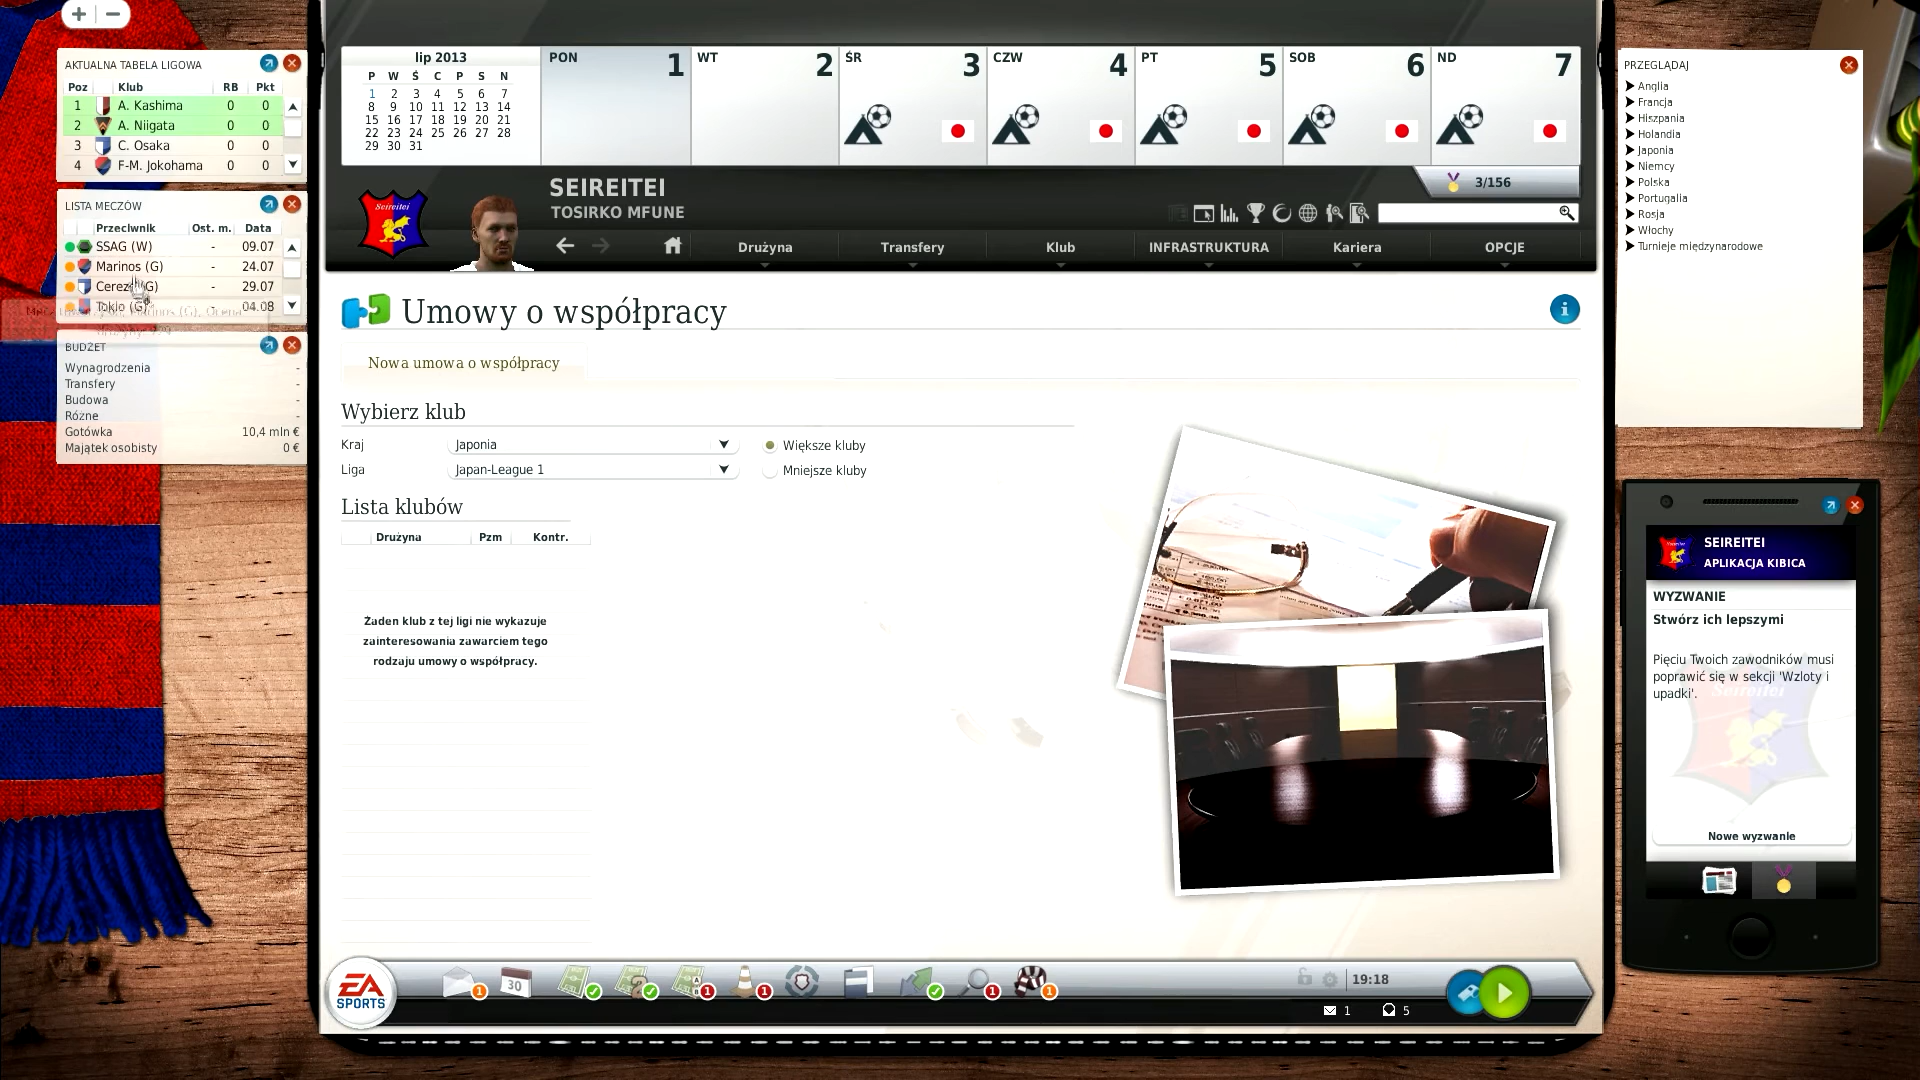 AKTUALNA TABELA LIGOWA
Poz Klub RB Pkt
1 A. Kashima 0 0
2 A. Niigata 0 0
3 C. Osaka 0 0
4 F-M. Jokohama 0 0
LISTA MECZÓW
Przeciwnik Ost. m. Data
SSAG (W) - 09.07
Marinos (G) - 24.07
Cerezo (G) - 29.07
Tokio (G) - 04.08
BUDŻET
Wynagrodzenia -
Transfery -
Budowa -
Różne -
Gotówka 10,4 mln €
Majątek osobisty 0 €
lip 2013
P W Ś C P S N
1 2 3 4 5 6 7
8 9 10 11 12 13 14
15 16 17 18 19 20 21
22 23 24 25 26 27 28
29 30 31
PON 1 WT 2 ŚR 3 CZW 4 PT 5 SOB 6 ND 7
SEIREITEI
TOSIRKO MFUNE
3/156
Seireitei
Drużyna Transfery Klub INFRASTRUKTURA Kariera OPCJE
Umowy o współpracy
Nowa umowa o współpracy
Wybierz klub
Kraj Japonia Większe kluby
Liga Japan-League 1 Mniejsze kluby
Lista klubów
Drużyna Pzm Kontr.
Żaden klub z tej ligi nie wykazuje
zainteresowania zawarciem tego
rodzaju umowy o współpracy.
EA
SPORTS
1 30 1 1 1 1
19:18
1 5
PRZEGLĄDAJ
Anglia
Francja
Hiszpania
Holandia
Japonia
Niemcy
Polska
Portugalia
Rosja
Włochy
Turnieje międzynarodowe
SEIREITEI
APLIKACJA KIBICA
WYZWANIE
Stwórz ich lepszymi
Pięciu Twoich zawodników musi
poprawić się w sekcji 'Wzloty i
upadki'.
Seireitei
Nowe wyzwanie